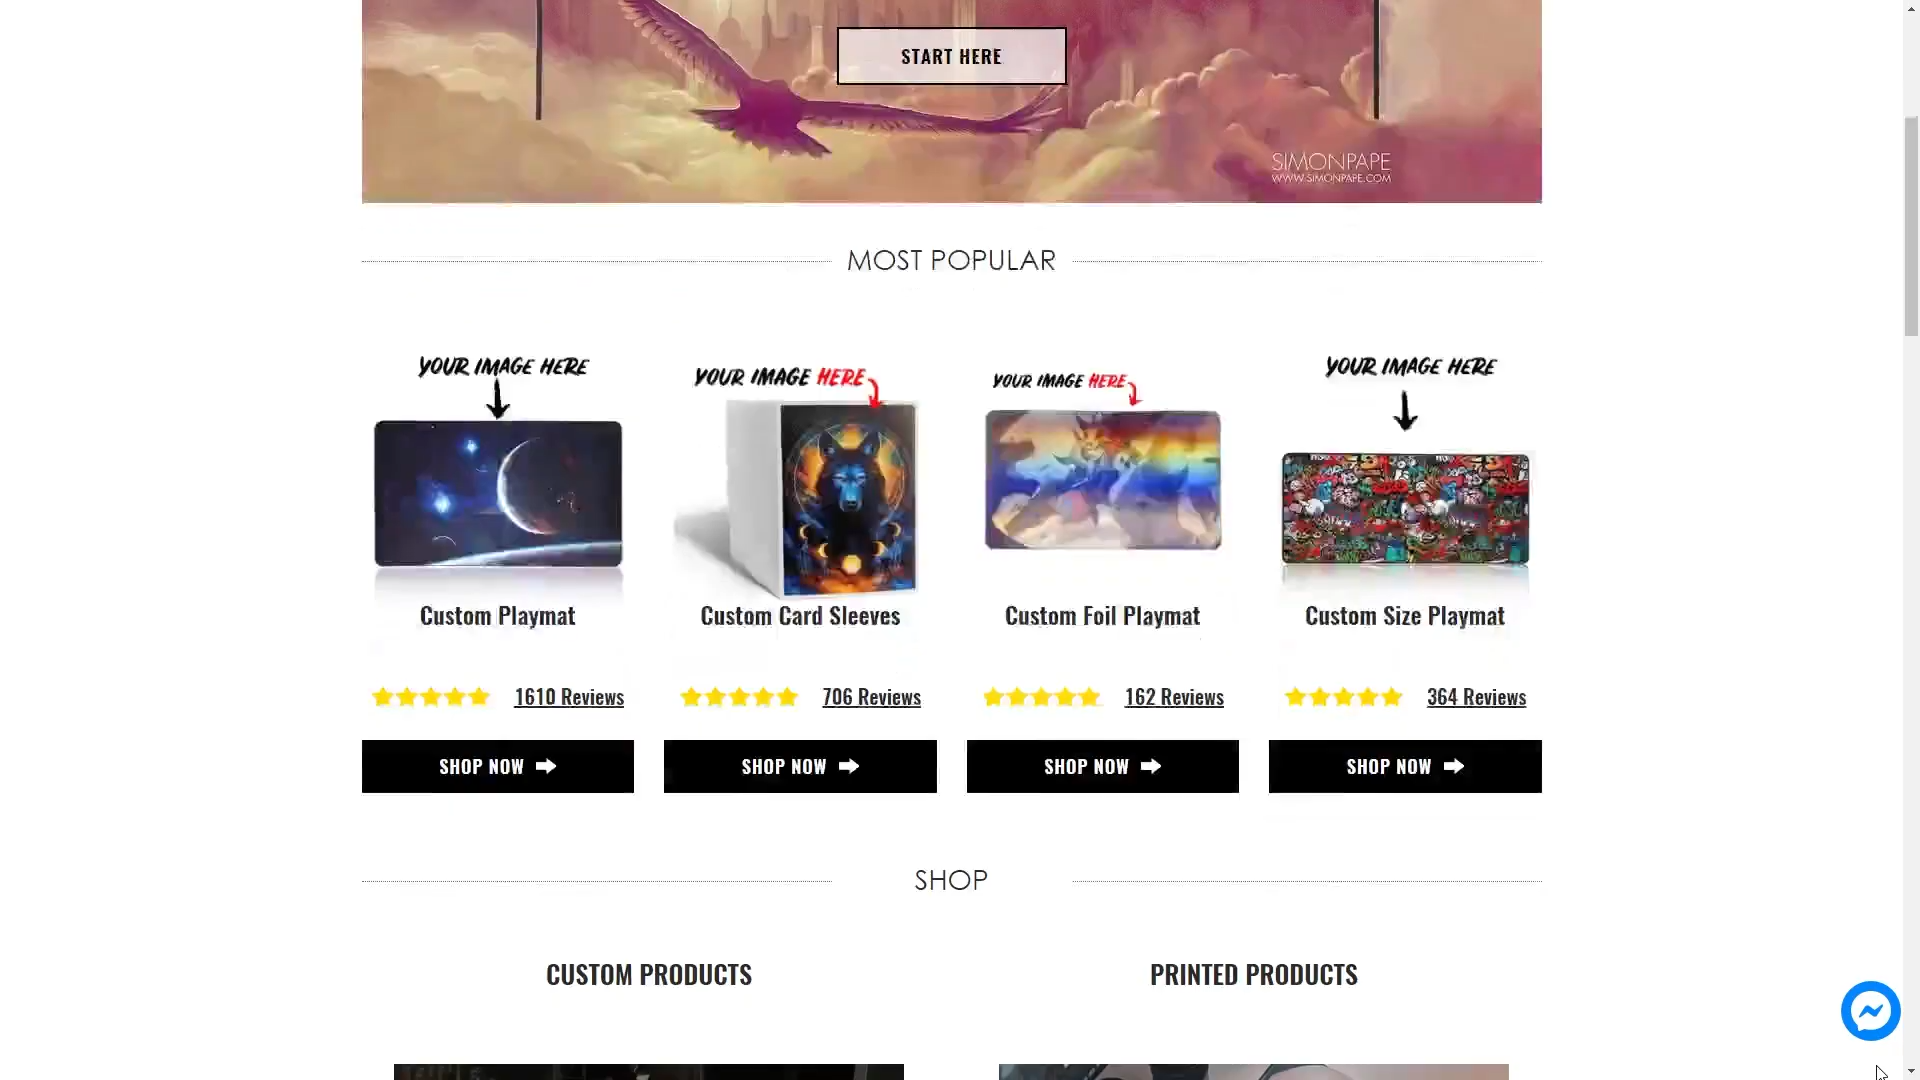 START HERE
SIMONPAPE
WWW.SIMONPAPE.COM
MOST POPULAR
YOUR IMAGE HERE
YOUR IMAGE HERE
YOUR IMAGE HERE
YOUR IMAGE HERE
Custom Playmat
Custom Card Sleeves
Custom Foil Playmat
Custom Size Playmat
1610 Reviews
706 Reviews
162 Reviews
364 Reviews
SHOP NOW
SHOP NOW
SHOP NOW
SHOP NOW
SHOP
CUSTOM PRODUCTS
PRINTED PRODUCTS